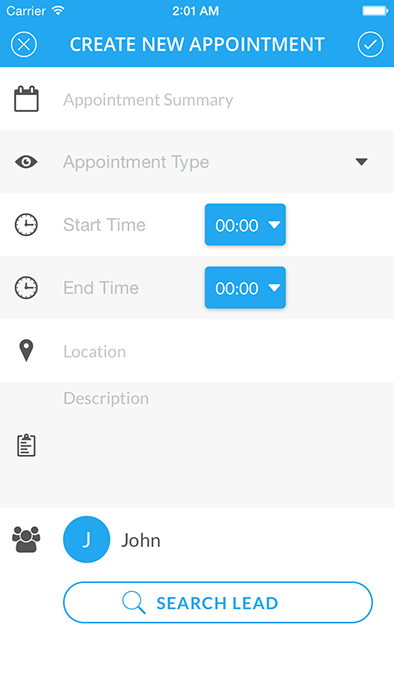 Carrier 2:01 AM
CREATE NEW APPOINTMENT
Appointment Summary
Appointment Type
Start Time 00:00
End Time 00:00
Location
Description
J John
SEARCH LEAD